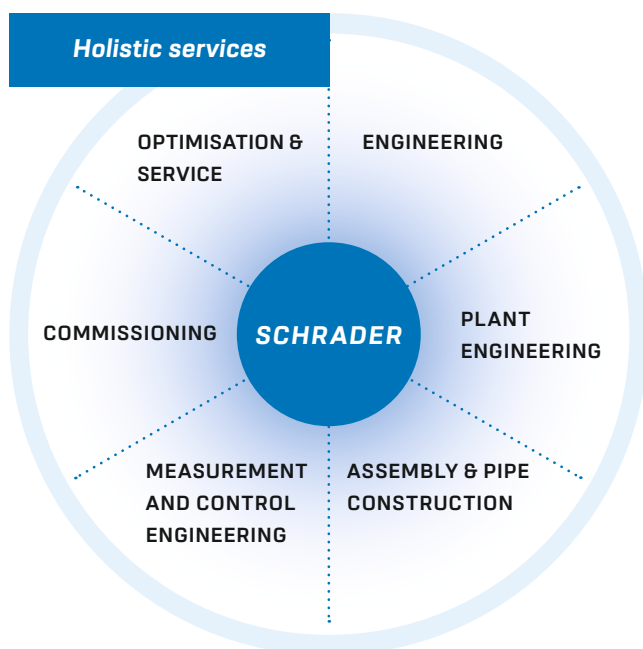 Holistic services
OPTIMISATION &
SERVICE
ENGINEERING
COMMISSIONING
SCHRADER
PLANT
ENGINEERING
MEASUREMENT
AND CONTROL
ENGINEERING
ASSEMBLY & PIPE
CONSTRUCTION